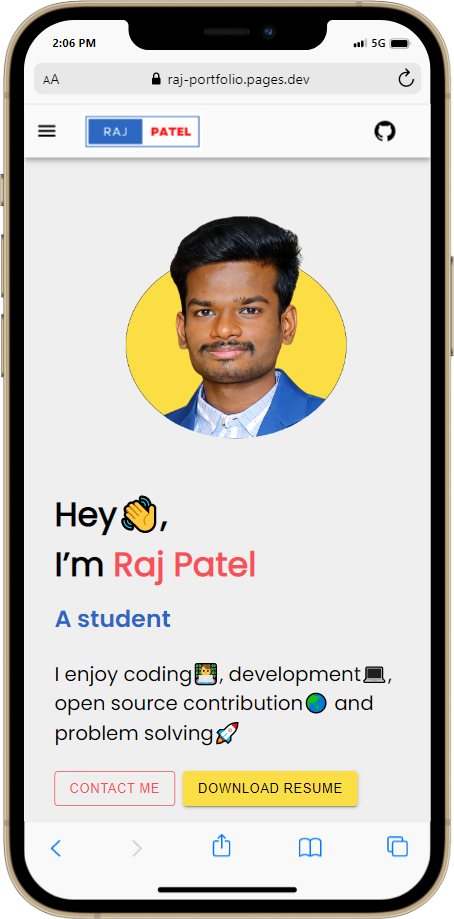 2:06 PM 5G
AA raj-portfolio.pages.dev
RAJ PATEL
Hey👋,
I’m Raj Patel
A student
I enjoy coding👨‍💻, development💻,
open source contribution🌏 and
problem solving🚀
CONTACT ME DOWNLOAD RESUME